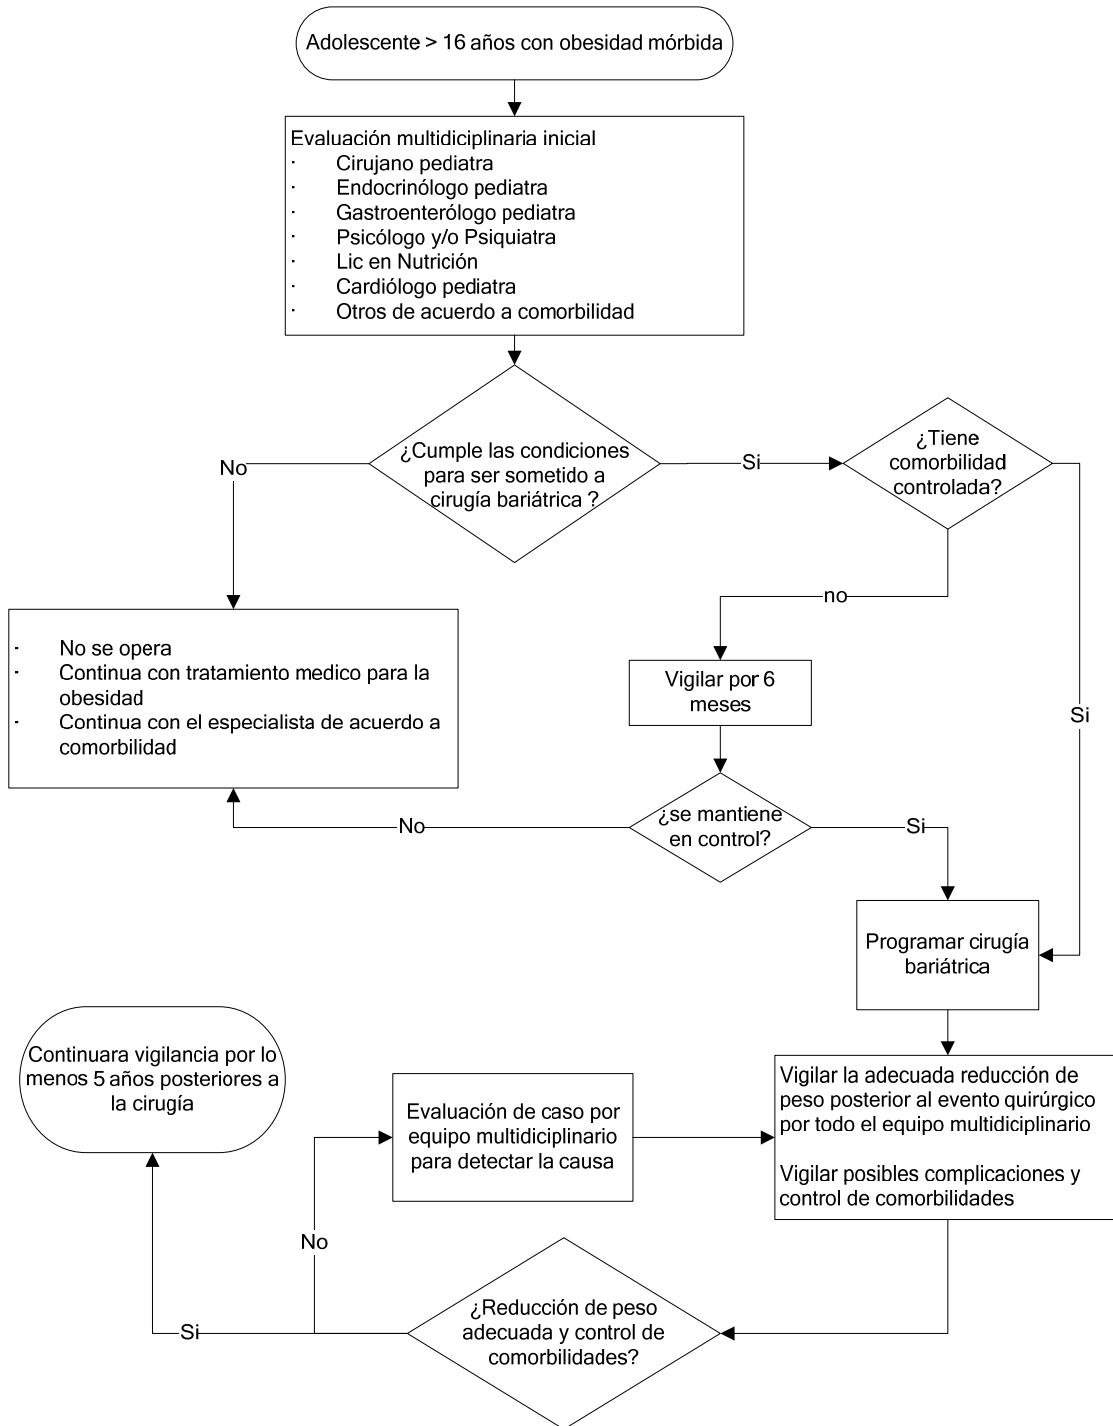 Adolescente > 16 años con obesidad mórbida
Evaluación multidiciplinaria inicial
· Cirujano pediatra
· Endocrinólogo pediatra
· Gastroenterólogo pediatra
· Psicólogo y/o Psiquiatra
· Lic en Nutrición
· Cardiólogo pediatra
· Otros de acuerdo a comorbilidad
¿Cumple las condiciones
para ser sometido a
cirugía bariátrica ?
No
Si
¿Tiene
comorbilidad
controlada?
no
Si
· No se opera
· Continua con tratamiento medico para la
obesidad
· Continua con el especialista de acuerdo a
comorbilidad
Vigilar por 6
meses
¿se mantiene
en control?
No
Si
Programar cirugía
bariátrica
Vigilar la adecuada reducción de
peso posterior al evento quirúrgico
por todo el equipo multidiciplinario
Vigilar posibles complicaciones y
control de comorbilidades
Evaluación de caso por
equipo multidiciplinario
para detectar la causa
Continuara vigilancia por lo
menos 5 años posteriores a
la cirugía
No
Si
¿Reducción de peso
adecuada y control de
comorbilidades?